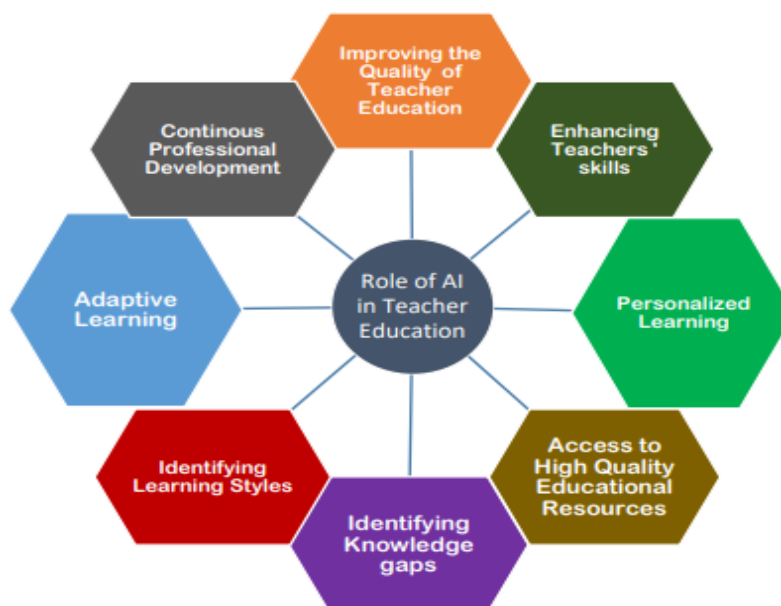 Improving the
Quality of
Teacher
Education
Continous
Professional
Development
Enhancing
Teachers'
skills
Adaptive
Learning
Role of AI
in Teacher
Education
Personalized
Learning
Identifying
Learning Styles
Access to
High Quality
Educational
Resources
Identifying
Knowledge
gaps